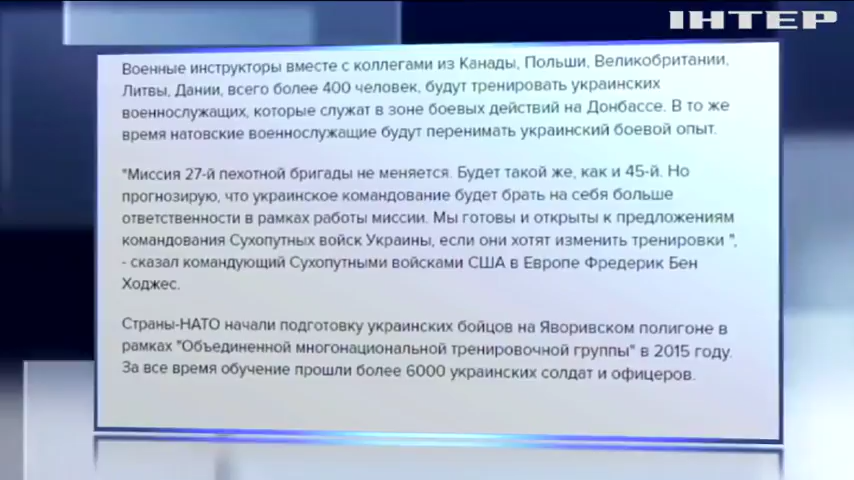 ІНТЕР
Военные инструкторы вместе с коллегами из Канады, Польши, Великобритании,
Литвы, Дании, всего более 400 человек, будут тренировать украинских
военнослужащих, которые служат в зоне боевых действий на Донбассе. В то же
время натовские военнослужащие будут перенимать украинский боевой опыт.
"Миссия 27-й пехотной бригады не меняется. Будет такой же, как и 45-й. Но
прогнозирую, что украинское командование будет брать на себя больше
ответственности в рамках работы миссии. Мы готовы и открыты к предложениям
командования Сухопутных войск Украины, если они хотят изменить тренировки ",
- сказал командующий Сухопутными войсками США в Европе Фредерик Бен
Ходжес.
Страны-НАТО начали подготовку украинских бойцов на Яворивском полигоне в
рамках "Объединенной многонациональной тренировочной группы" в 2015 году.
За все время обучение прошли более 6000 украинских солдат и офицеров.